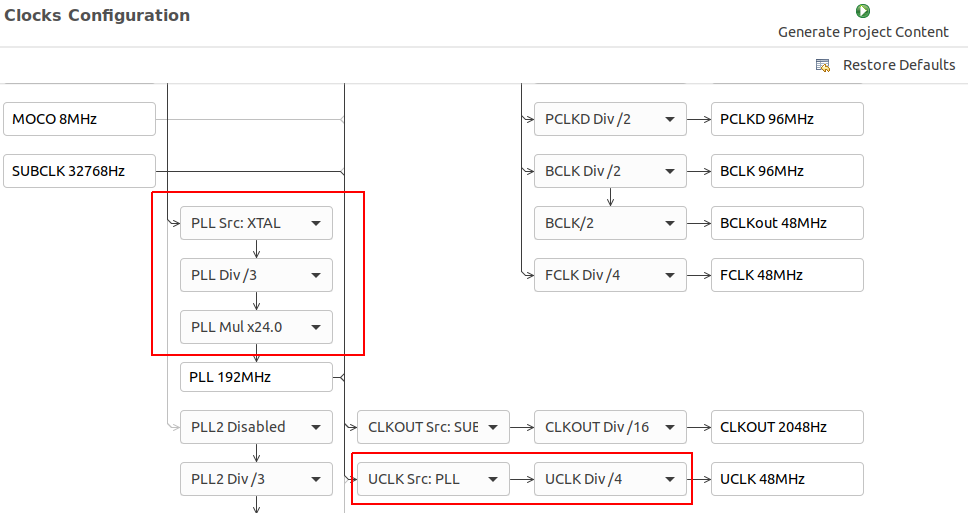 Clocks Configuration
Generate Project Content
Restore Defaults
MOCO 8MHz
PCLKD Div /2
PCLKD 96MHz
SUBCLK 32768Hz
BCLK Div /2
BCLK 96MHz
PLL Src: XTAL
BCLK/2
BCLKout 48MHz
PLL Div /3
FCLK Div /4
FCLK 48MHz
PLL Mul x24.0
PLL 192MHz
PLL2 Disabled
CLKOUT Src: SUE
CLKOUT Div /16
CLKOUT 2048Hz
PLL2 Div /3
UCLK Src: PLL
UCLK Div /4
UCLK 48MHz